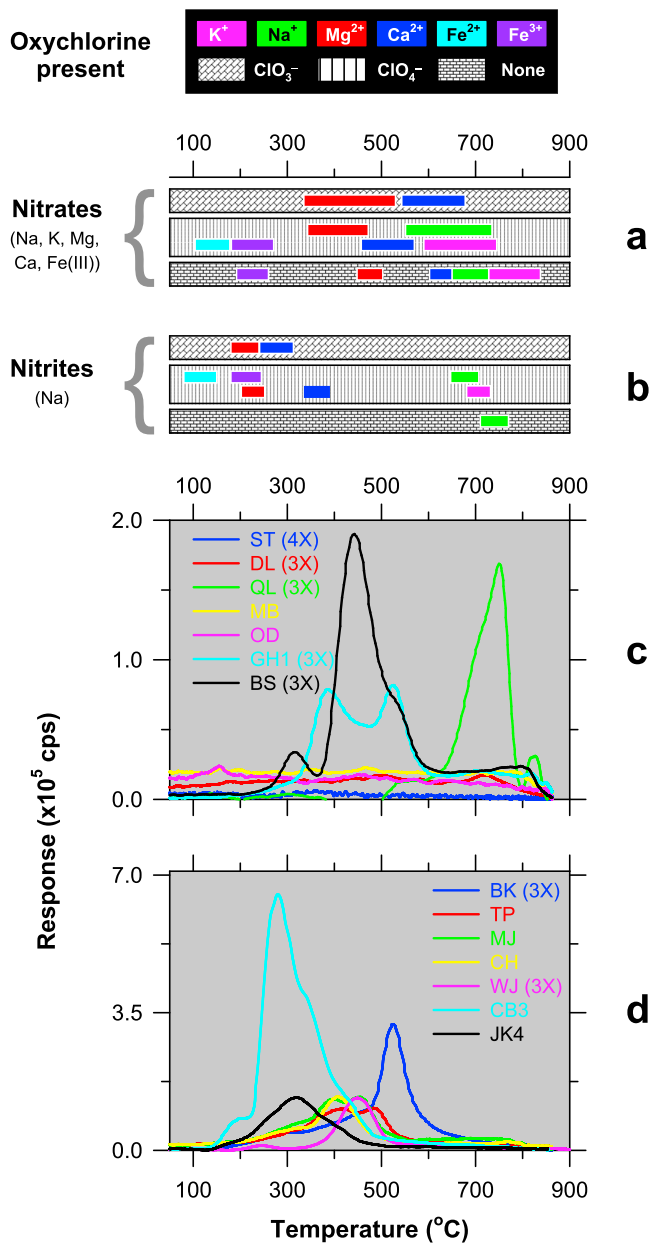 Oxychlorine present
K+ Na+ Mg2+ Ca2+ Fe2+ Fe3+
ClO3– ClO4– None
100 300 500 700 900
Nitrates
(Na, K, Mg,
Ca, Fe(III))
a
Nitrites
(Na)
b
100 300 500 700 900
2.0
1.0
0.0
ST (4X)
DL (3X)
QL (3X)
MB
OD
GH1 (3X)
BS (3X)
c
Response (x10^5 cps)
7.0
3.5
0.0
BK (3X)
TP
MJ
CH
WJ (3X)
CB3
JK4
d
100 300 500 700 900
Temperature (oC)